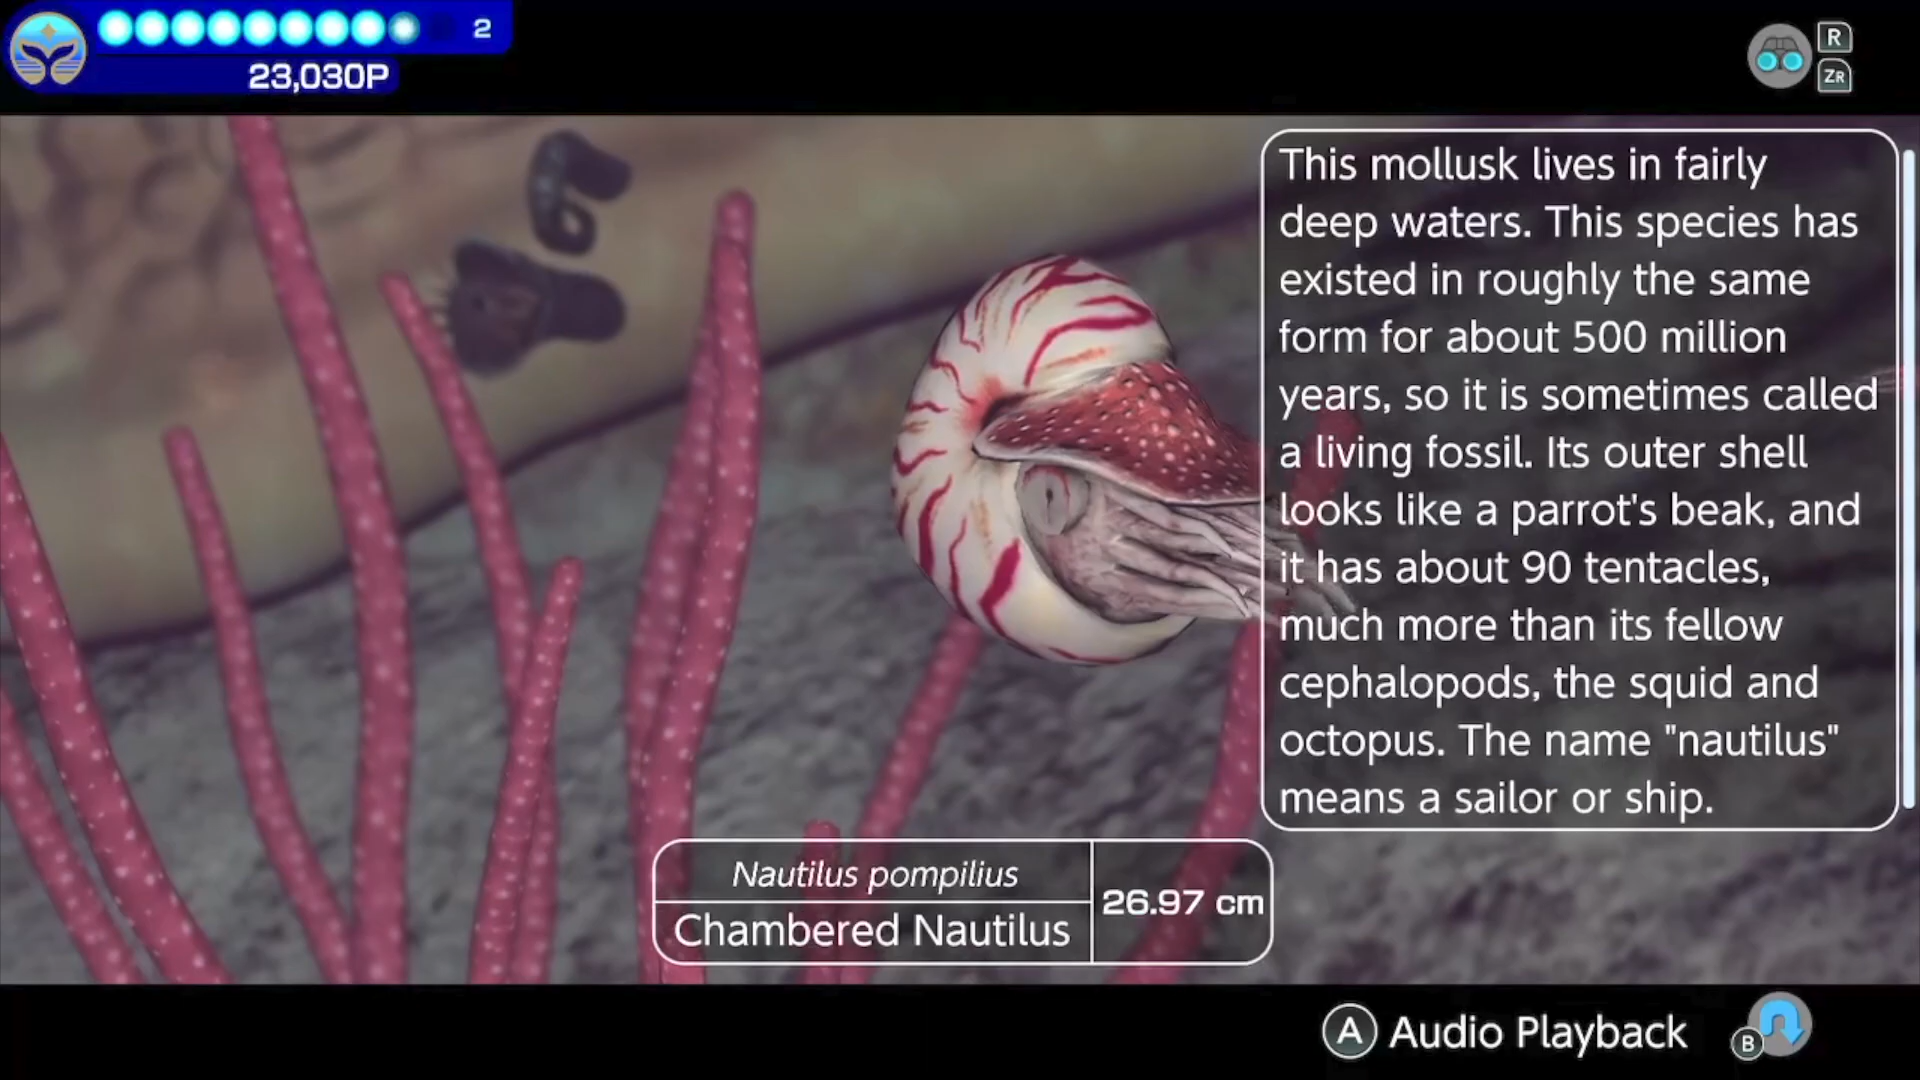 2
23,030P
R
ZR
This mollusk lives in fairly
deep waters. This species has
existed in roughly the same
form for about 500 million
years, so it is sometimes called
a living fossil. Its outer shell
looks like a parrot's beak, and
it has about 90 tentacles,
much more than its fellow
cephalopods, the squid and
octopus. The name "nautilus"
means a sailor or ship.
Nautilus pompilius
Chambered Nautilus
26.97 cm
A Audio Playback
B